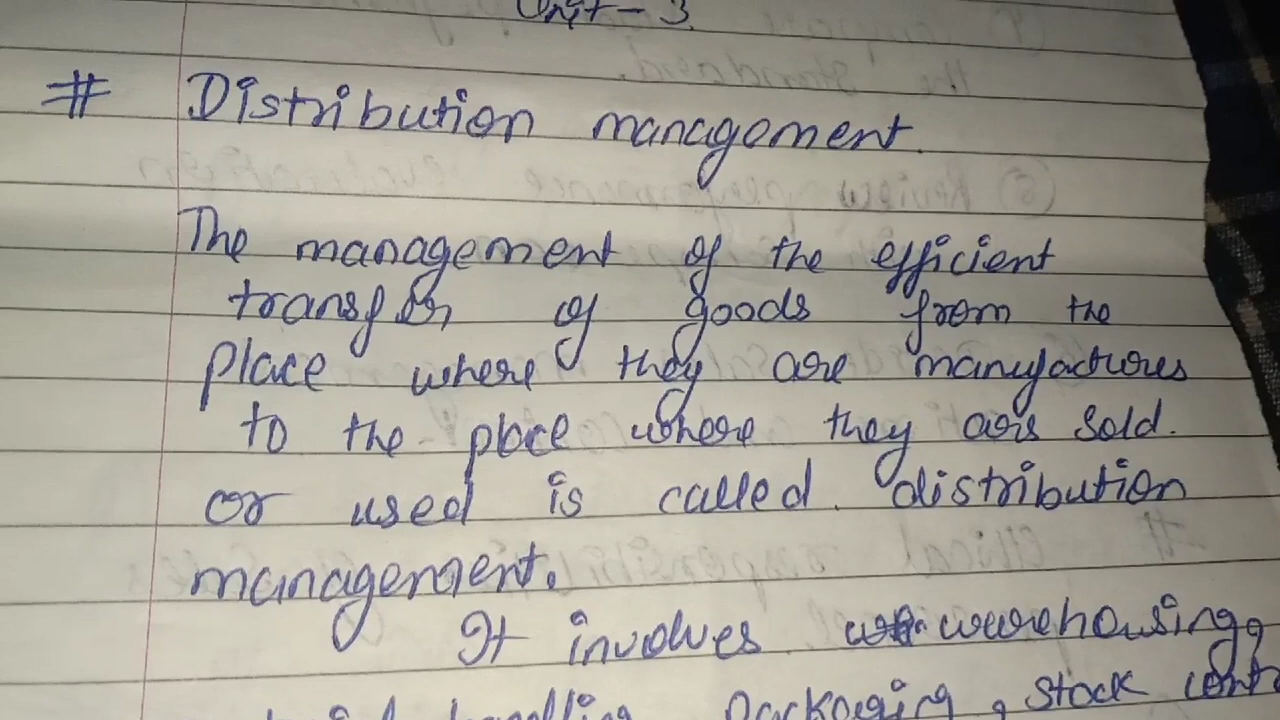 Unit - 3
# Distribution management.
The management of the efficient
transfer of goods from the
place where they are manufactures
to the place where they are sold.
or used is called distribution
management.
It involves warehousing,
handling, packaging, stock